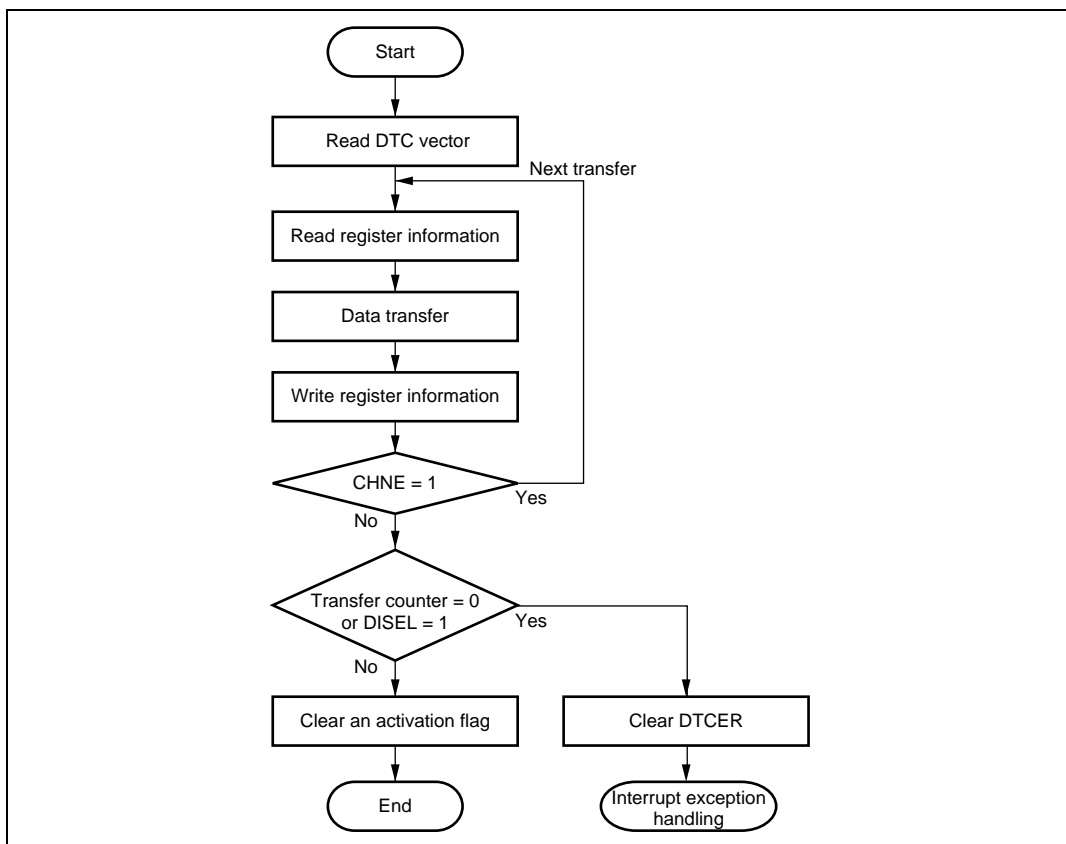 Start
Read DTC vector
Next transfer
Read register information
Data transfer
Write register information
CHNE = 1
Yes
No
Transfer counter = 0
or DISEL = 1
Yes
No
Clear an activation flag
Clear DTCER
End
Interrupt exception
handling